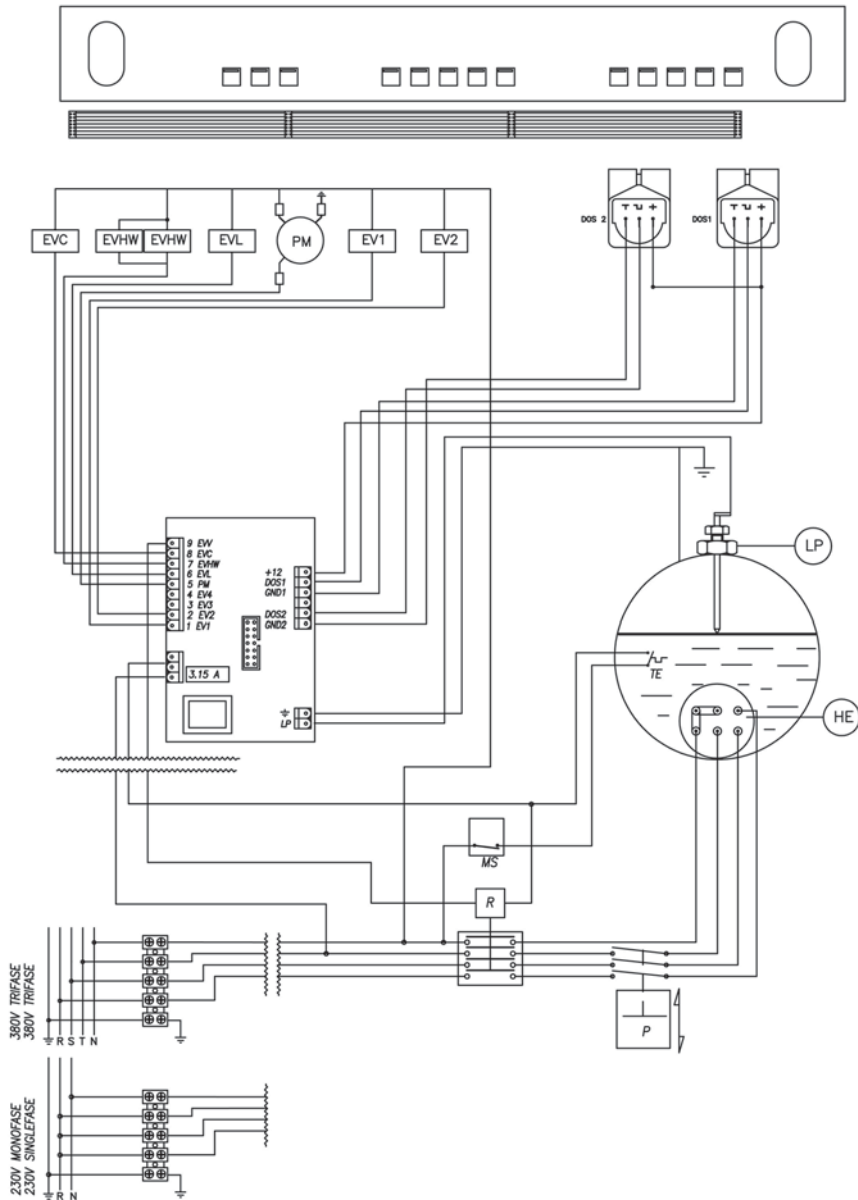 DOS 2
DOS1
EVC
EVHW
EVHW
EVL
PM
EV1
EV2
LP
9 EVV
8 EVC
7 EVHW
6 EVL
5 PM
4 EV4
3 EV3
2 EV2
1 EV1
+12
DOS1
GND1
DOS2
GND2
3.15 A
LP
TE
HE
MS
R
P
380V TRIFASE
380V TRIFASE
R S T N
230V MONOFASE
230V SINGLEFASE
R N